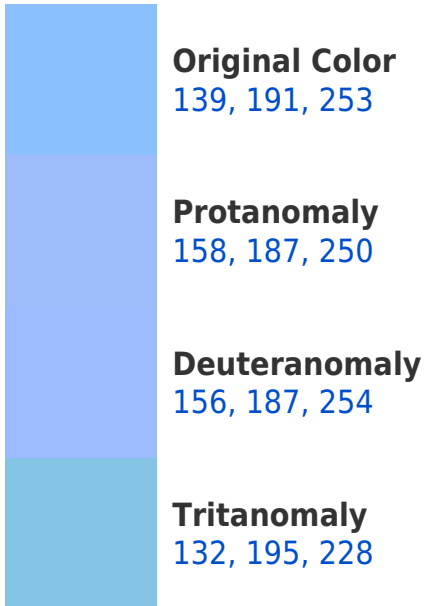 Original Color
139, 191, 253
Protanomaly
158, 187, 250
Deuteranomaly
156, 187, 254
Tritanomaly
132, 195, 228